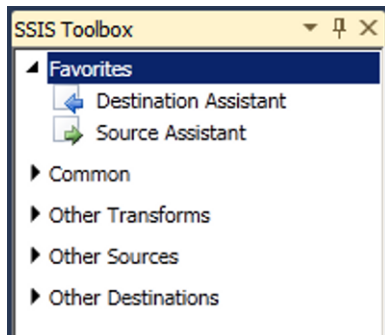 SSIS Toolbox
Favorites
Destination Assistant
Source Assistant
Common
Other Transforms
Other Sources
Other Destinations